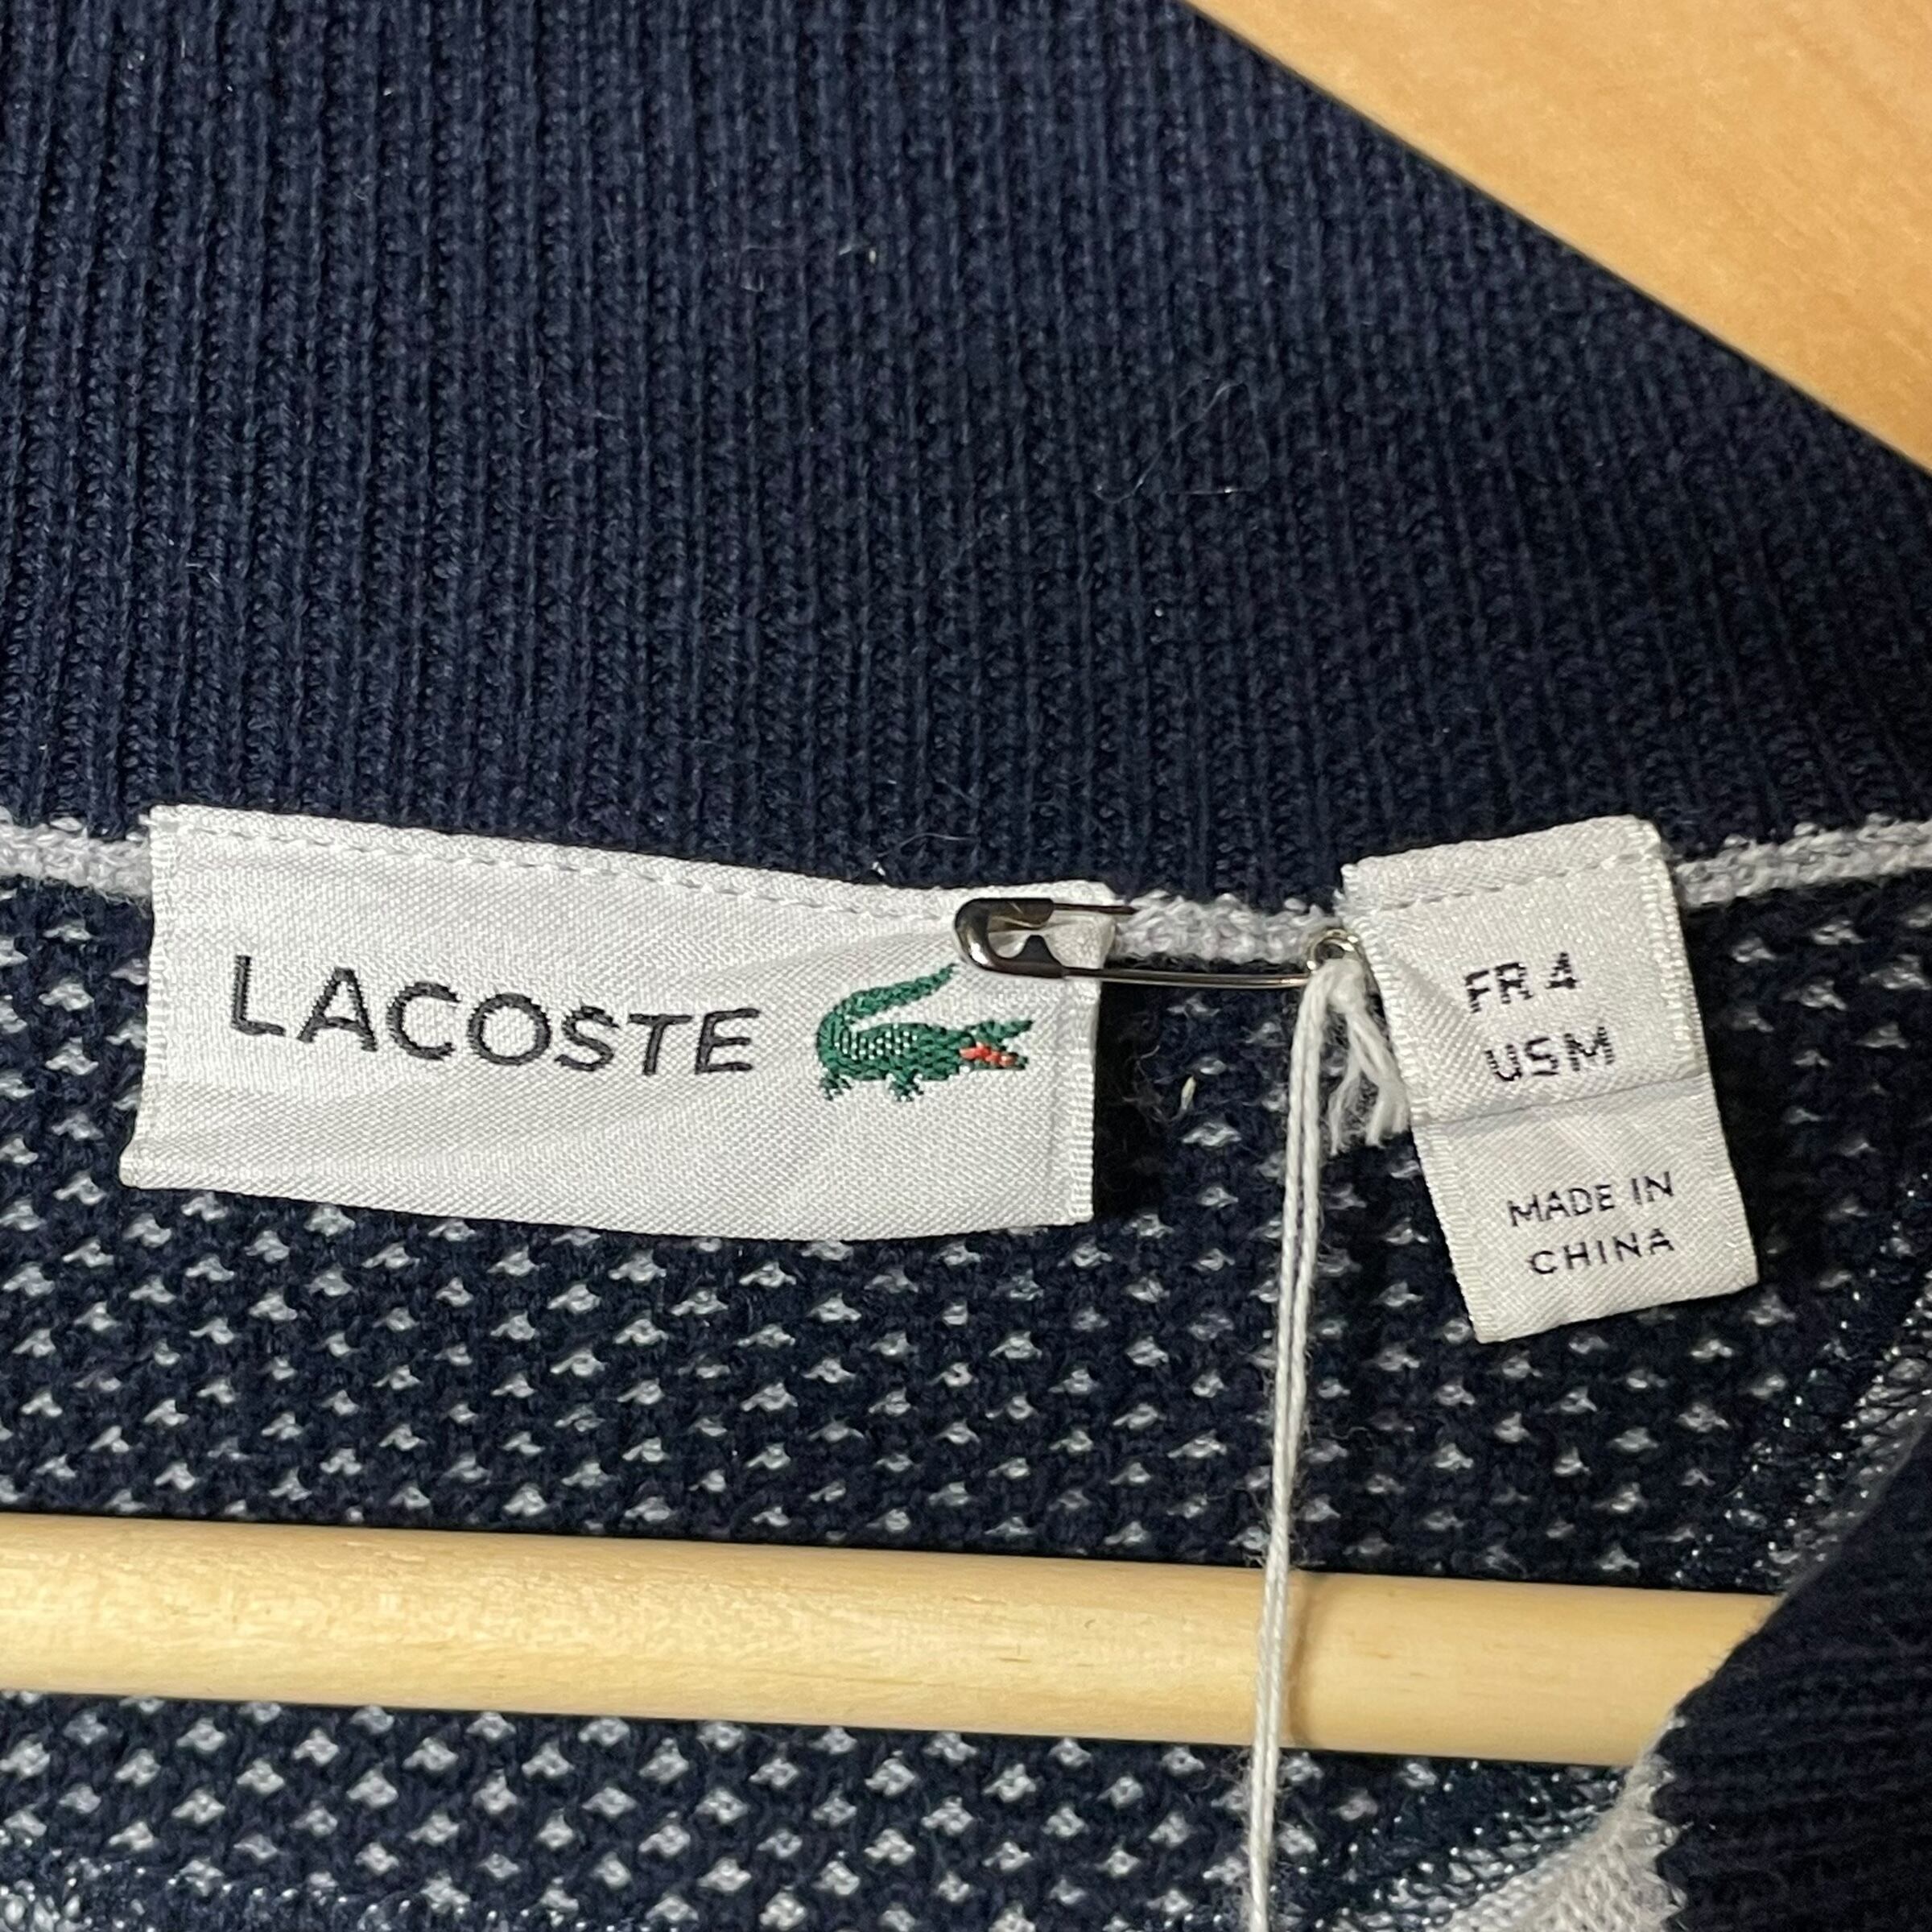 LACOSTE
FR 4
US M
MADE IN
CHINA